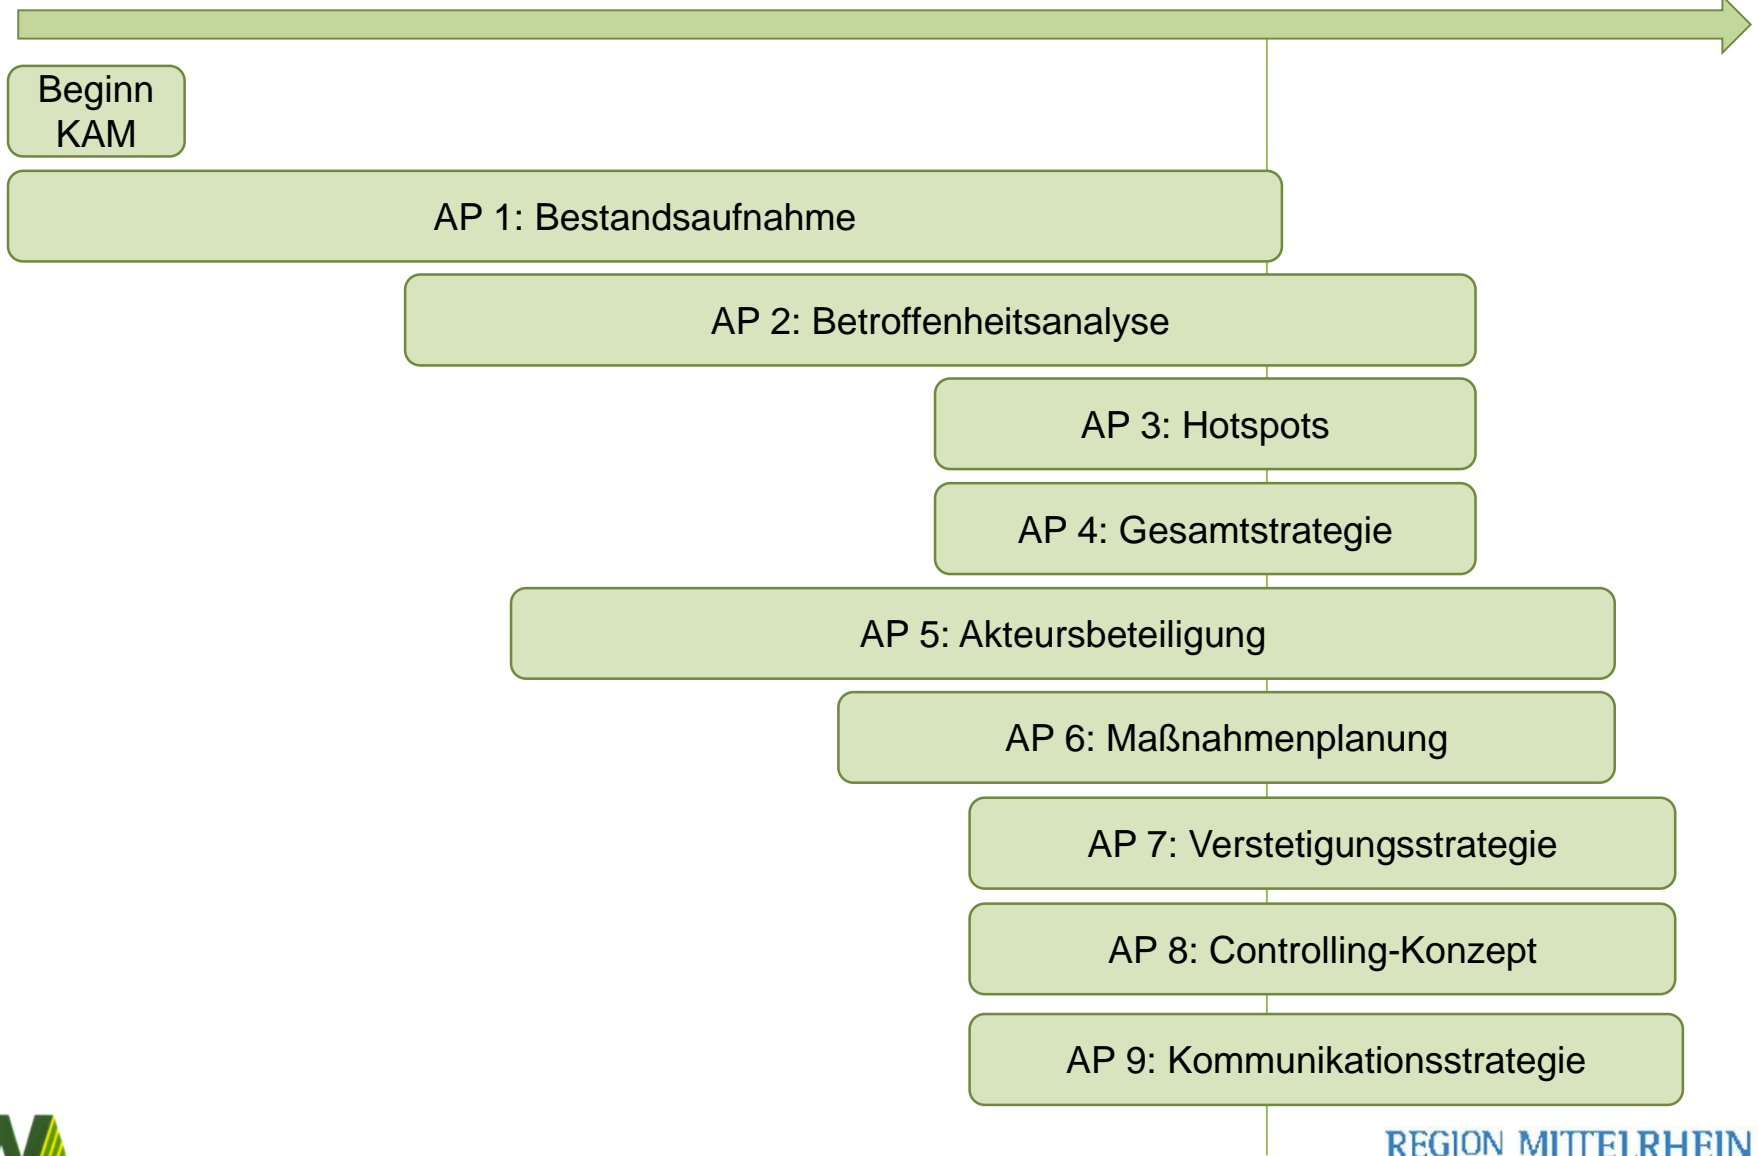 Beginn
KAM
AP 1: Bestandsaufnahme
AP 2: Betroffenheitsanalyse
AP 3: Hotspots
AP 4: Gesamtstrategie
AP 5: Akteursbeteiligung
AP 6: Maßnahmenplanung
AP 7: Verstetigungsstrategie
AP 8: Controlling-Konzept
AP 9: Kommunikationsstrategie
REGION MITTELRHEIN